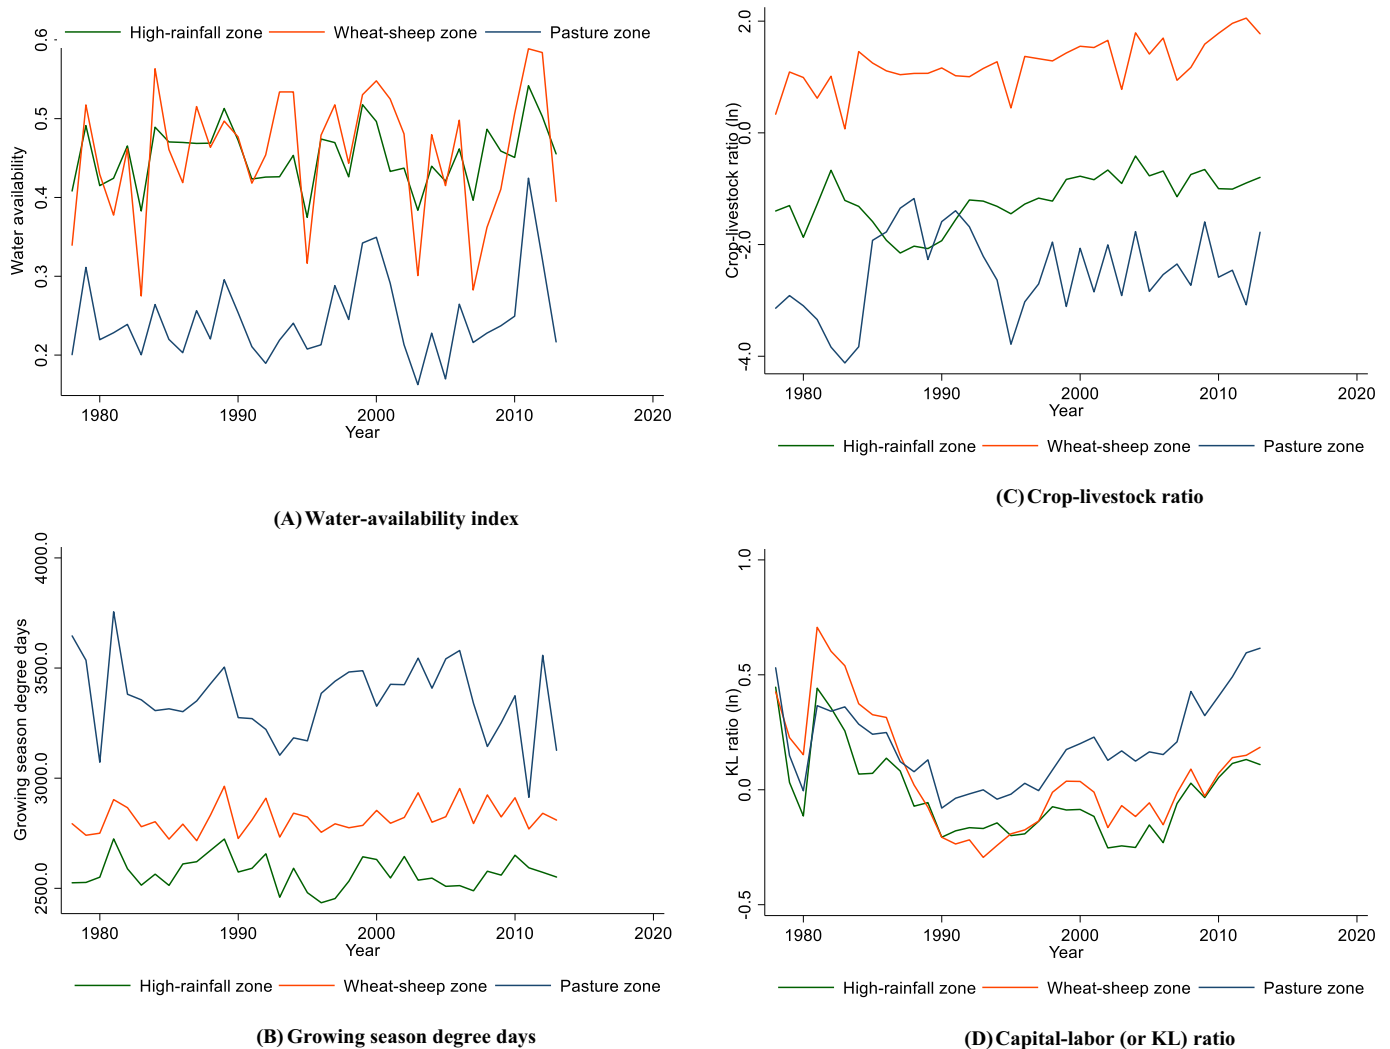 High-rainfall zone Wheat-sheep zone Pasture zone
Water availability
0.6
0.5
0.4
0.3
0.2
1980 1990 2000 2010 2020
Year
(A) Water-availability index
Crop-livestock ratio (ln)
2.0
0.0
-2.0
-4.0
1980 1990 2000 2010 2020
Year
High-rainfall zone Wheat-sheep zone Pasture zone
(C) Crop-livestock ratio
Growing season degree days
4000.0
3500.0
3000.0
2500.0
1980 1990 2000 2010 2020
Year
High-rainfall zone Wheat-sheep zone Pasture zone
(B) Growing season degree days
KL ratio (ln)
1.0
0.5
0.0
-0.5
1980 1990 2000 2010 2020
Year
High-rainfall zone Wheat-sheep zone Pasture zone
(D) Capital-labor (or KL) ratio